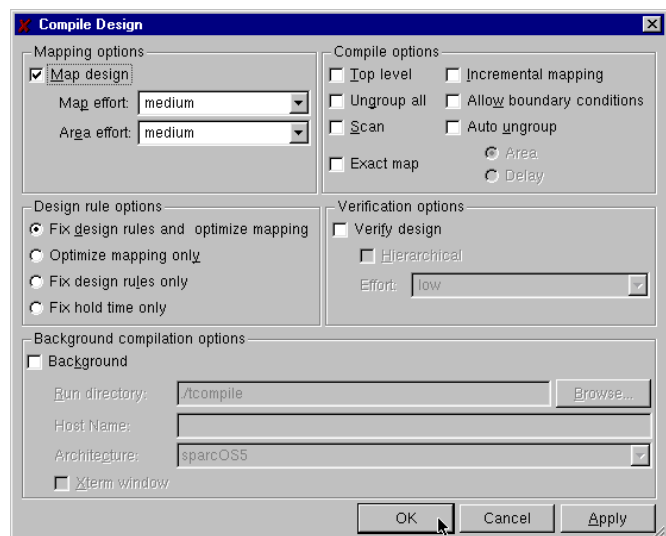 Compile Design
Mapping options
Map design
Map effort: medium
Area effort: medium
Compile options
Top level Incremental mapping
Ungroup all Allow boundary conditions
Scan Auto ungroup
Area
Exact map
Delay
Design rule options
Fix design rules and optimize mapping
Optimize mapping only
Fix design rules only
Fix hold time only
Verification options
Verify design
Hierarchical
Effort: low
Background compilation options
Background
Run directory: ./tcompile Browse...
Host Name:
Architecture: sparcOS5
Xterm window
OK Cancel Apply